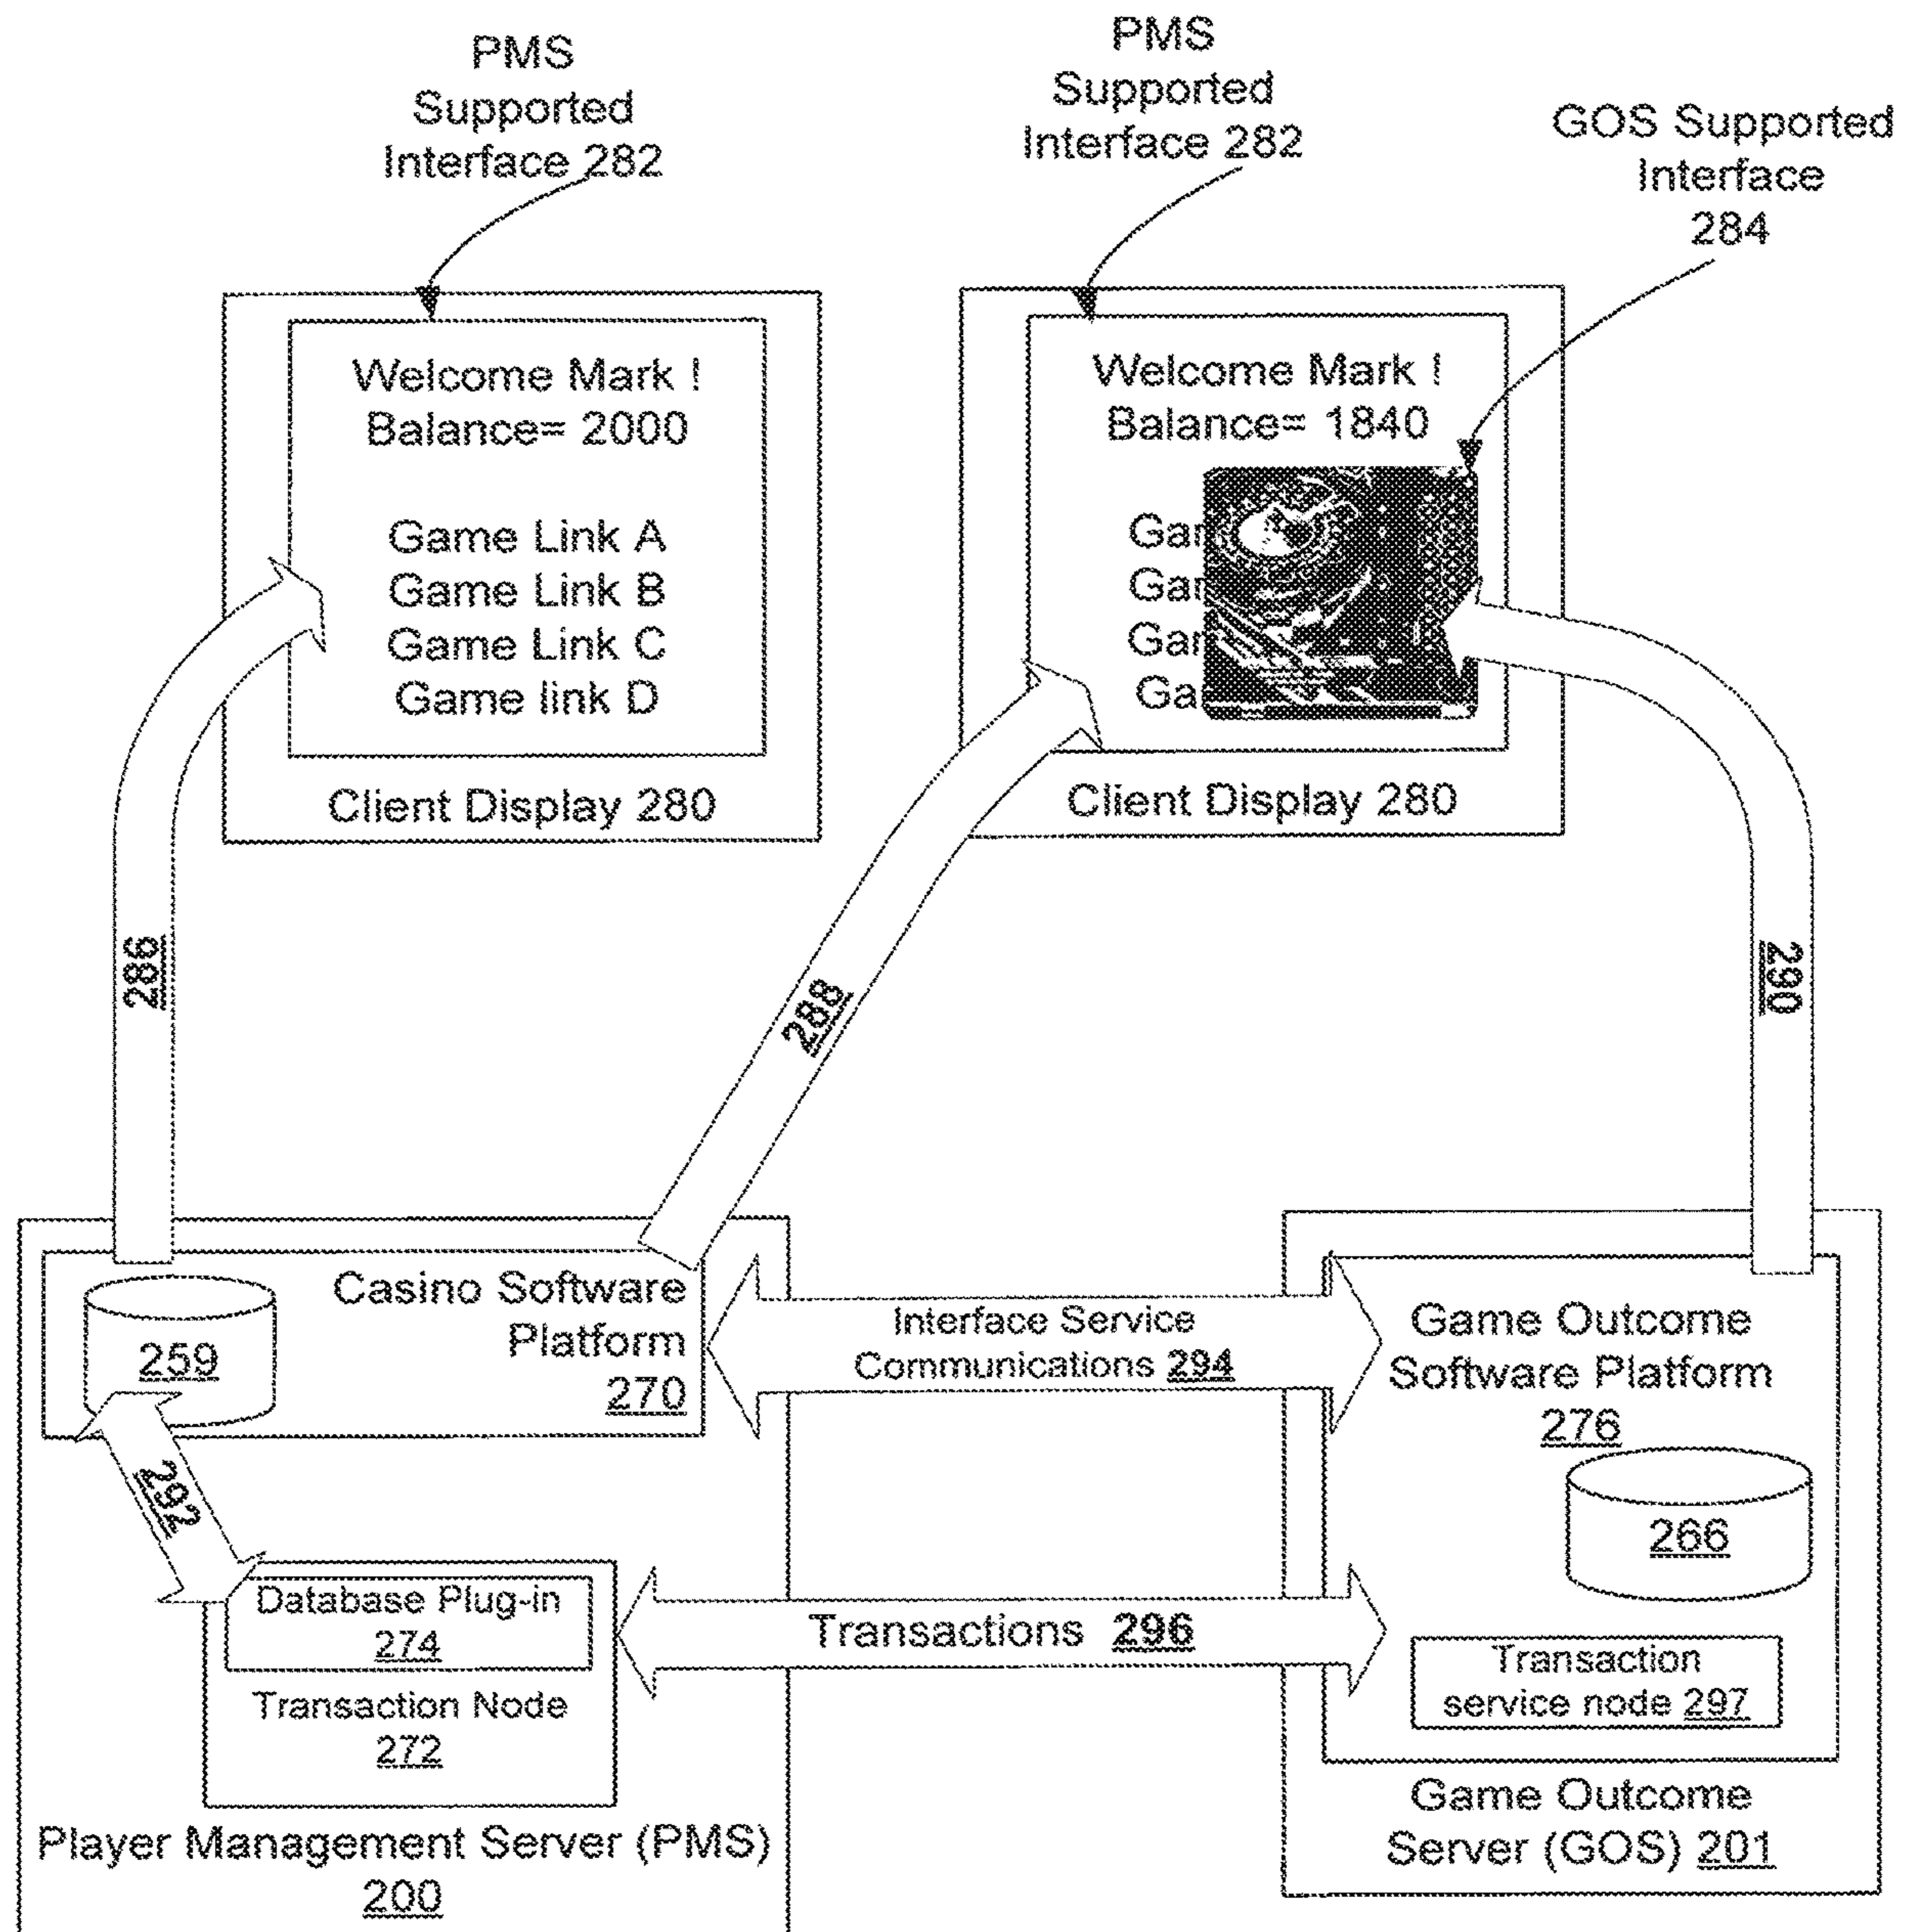 PMS
Supported
Interface 282
PMS
Supported
Interface 282
GOS Supported
Interface
284
Welcome Mark !
Balance= 2000
Game Link A
Game Link B
Game Link C
Game link D
Client Display 280
Welcome Mark !
Balance= 1840
Gar
Gar
Gar
Ga
Client Display 280
286
288
290
259
Casino Software
Platform
270
Interface Service
Communications 294
Game Outcome
Software Platform
276
266
292
Database Plug-in
274
Transaction Node
272
Transactions 296
Transaction
service node 297
Player Management Server (PMS)
200
Game Outcome
Server (GOS) 201